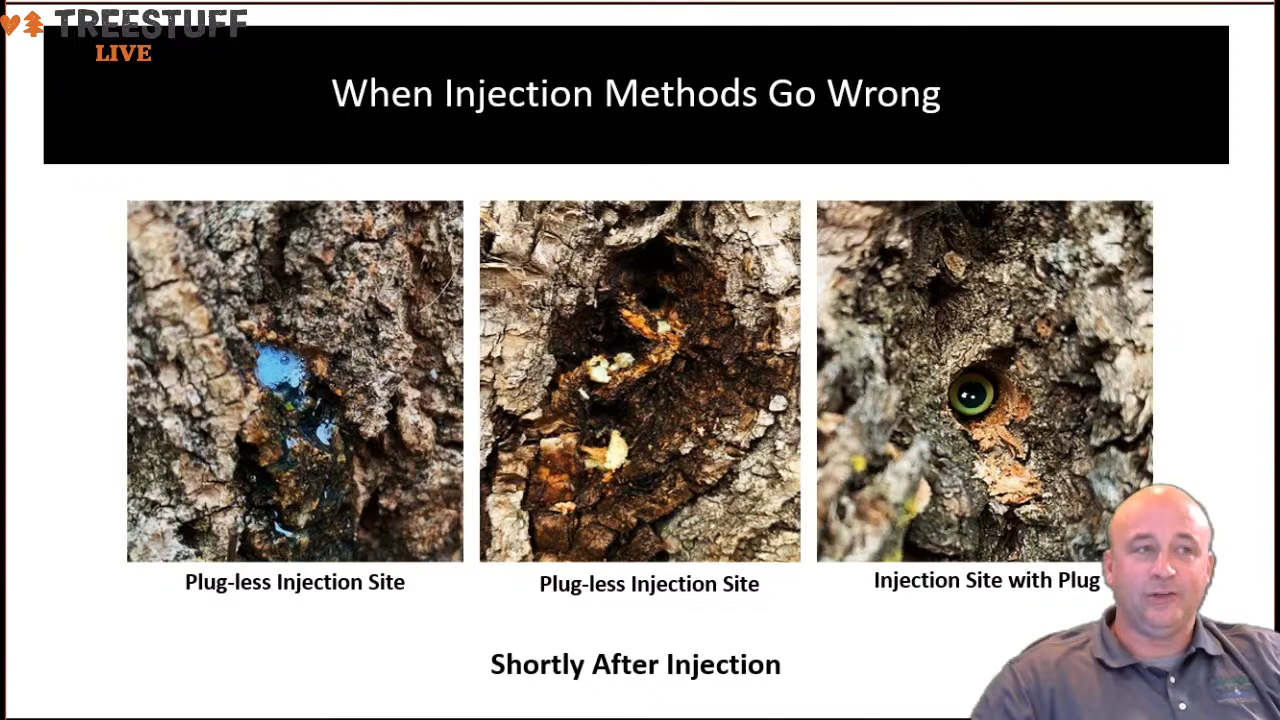 TREESTUFF
LIVE
When Injection Methods Go Wrong
Plug-less Injection Site
Plug-less Injection Site
Injection Site with Plug
Shortly After Injection